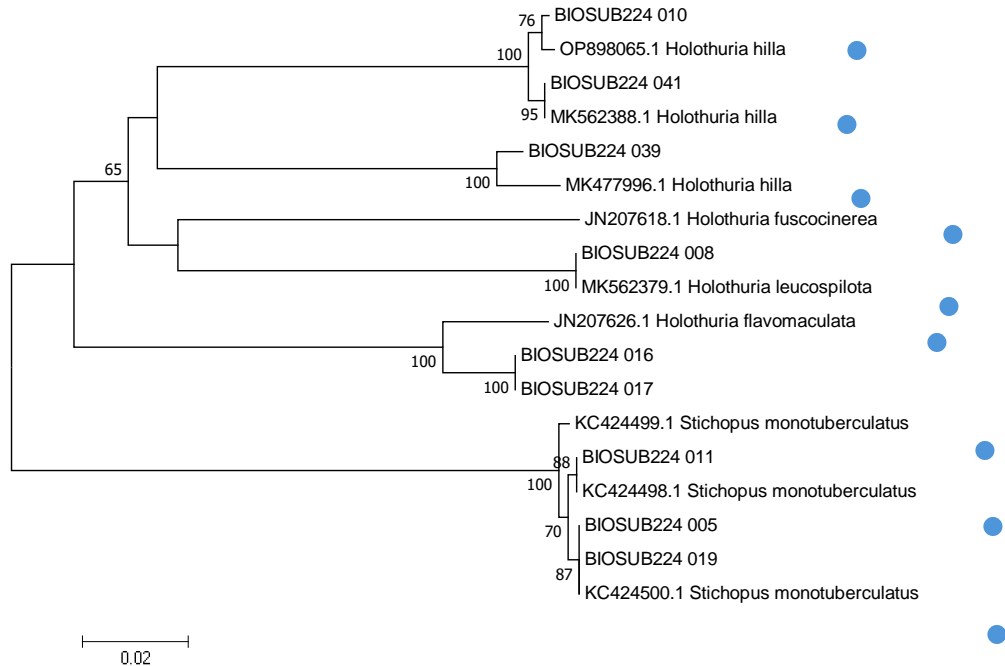 BIOSUB224 010
76
OP898065.1 Holothuria hilla
100
BIOSUB224 041
95
MK562388.1 Holothuria hilla
BIOSUB224 039
65
100
MK477996.1 Holothuria hilla
JN207618.1 Holothuria fuscocinerea
BIOSUB224 008
100
MK562379.1 Holothuria leucospilota
JN207626.1 Holothuria flavomaculata
BIOSUB224 016
100
100
BIOSUB224 017
KC424499.1 Stichopus monotuberculatus
BIOSUB224 011
88
100
KC424498.1 Stichopus monotuberculatus
BIOSUB224 005
70
BIOSUB224 019
87
KC424500.1 Stichopus monotuberculatus
0.02